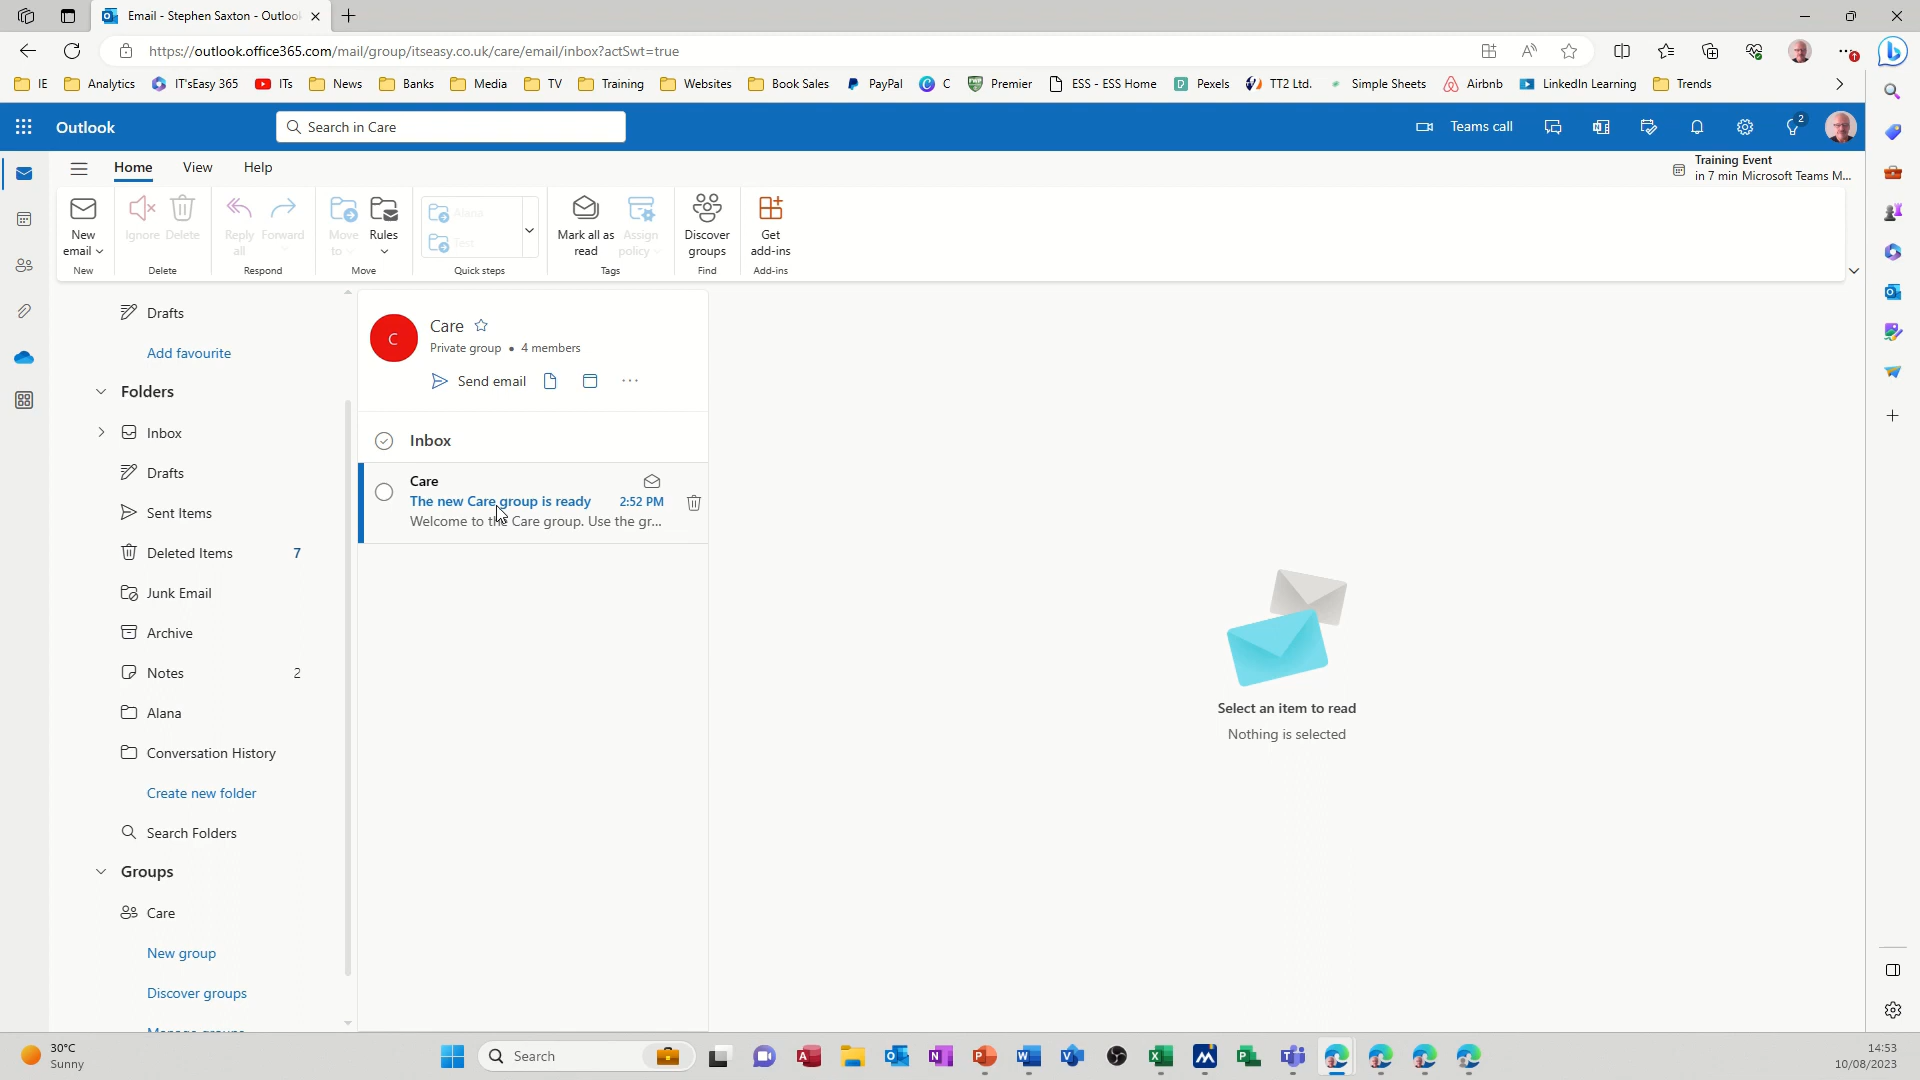 Email - Stephen Saxton - Outloo
https://outlook.office365.com/mail/group/itseasy.co.uk/care/email/inbox?actSwt=true
IE Analytics IT'sEasy 365 ITs News Banks Media TV Training Websites Book Sales PayPal C Premier ESS - ESS Home Pexels TT2 Ltd. Simple Sheets Airbnb LinkedIn Learning Trends
Outlook
Search in Care
Teams call
2
Home View Help
Training Event
in 7 min Microsoft Teams M...
New email
Ignore
Delete
Reply all
Forward
Move to
Rules
Alana
Test
Mark all as read
Assign policy
Discover groups
Get add-ins
New Delete Respond Move Quick steps Tags Find Add-ins
Drafts
Add favourite
Folders
Inbox
Drafts
Sent Items
Deleted Items 7
Junk Email
Archive
Notes 2
Alana
Conversation History
Create new folder
Search Folders
Groups
Care
New group
Discover groups
Manage groups
C
Care
Private group • 4 members
Send email
Inbox
Care
The new Care group is ready 2:52 PM
Welcome to the Care group. Use the gr...
Select an item to read
Nothing is selected
30°C
Sunny
Search
14:53
10/08/2023